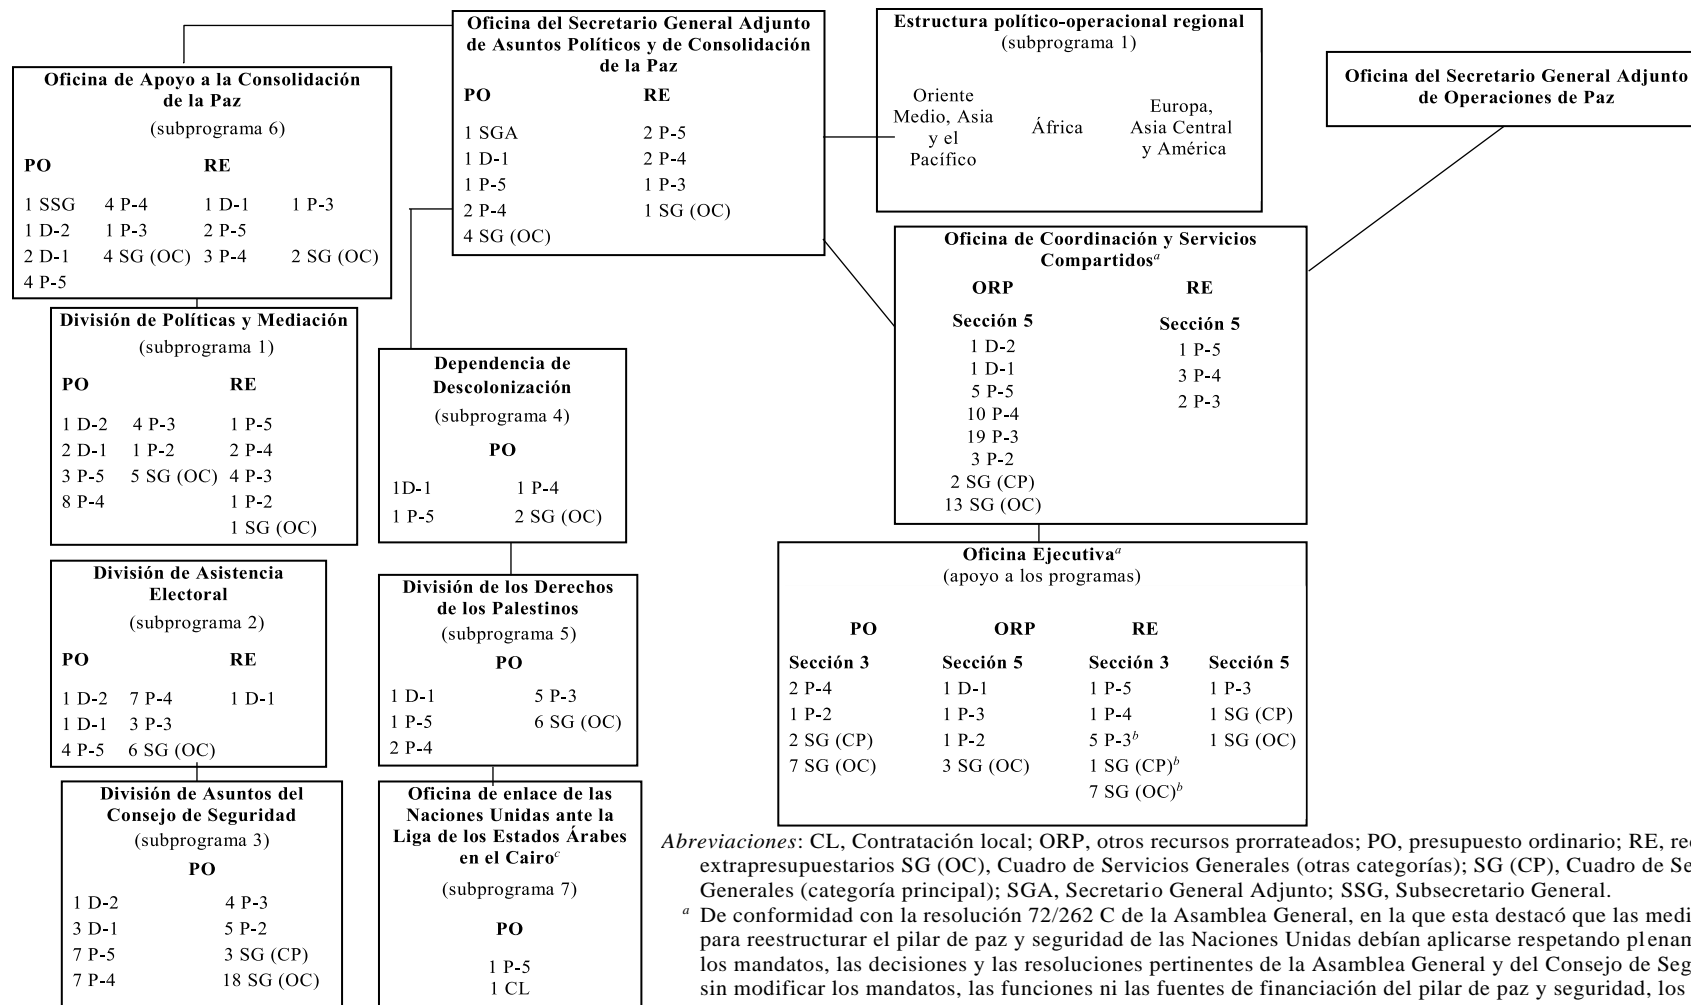 Oficina del Secretario General Adjunto
de Asuntos Políticos y de Consolidación
de la Paz
PO RE
1 SGA 2 P-5
1 D-1 2 P-4
1 P-5 1 P-3
2 P-4 1 SG (OC)
4 SG (OC)
Estructura político-operacional regional
(subprograma 1)
Oriente
Medio, Asia
y el
Pacífico
África
Europa,
Asia Central
y América
Oficina del Secretario General Adjunto
de Operaciones de Paz
Oficina de Apoyo a la Consolidación
de la Paz
(subprograma 6)
PO RE
1 SSG 4 P-4 1 D-1 1 P-3
1 D-2 1 P-3 2 P-5
2 D-1 4 SG (OC) 3 P-4 2 SG (OC)
4 P-5
Oficina de Coordinación y Servicios
Compartidosa
ORP RE
Sección 5 Sección 5
1 D-2 1 P-5
1 D-1 3 P-4
5 P-5 2 P-3
10 P-4
19 P-3
3 P-2
2 SG (CP)
13 SG (OC)
División de Políticas y Mediación
(subprograma 1)
PO RE
1 D-2 4 P-3 1 P-5
2 D-1 1 P-2 2 P-4
3 P-5 5 SG (OC) 4 P-3
8 P-4 1 P-2
1 SG (OC)
Dependencia de
Descolonización
(subprograma 4)
PO
1D-1 1 P-4
1 P-5 2 SG (OC)
Oficina Ejecutivaa
(apoyo a los programas)
PO ORP RE
Sección 3 Sección 5 Sección 3 Sección 5
2 P-4 1 D-1 1 P-5 1 P-3
1 P-2 1 P-3 1 P-4 1 SG (CP)
2 SG (CP) 1 P-2 5 P-3b 1 SG (OC)
7 SG (OC) 3 SG (OC) 1 SG (CP)b
7 SG (OC)b
División de Asistencia
Electoral
(subprograma 2)
PO RE
1 D-2 7 P-4 1 D-1
1 D-1 3 P-3
4 P-5 6 SG (OC)
División de los Derechos
de los Palestinos
(subprograma 5)
PO
1 D-1 5 P-3
1 P-5 6 SG (OC)
2 P-4
División de Asuntos del
Consejo de Seguridad
(subprograma 3)
PO
1 D-2 4 P-3
3 D-1 5 P-2
7 P-5 3 SG (CP)
7 P-4 18 SG (OC)
Oficina de enlace de las
Naciones Unidas ante la
Liga de los Estados Árabes
en el Cairoc
(subprograma 7)
PO
1 P-5
1 CL
Abreviaciones: CL, Contratación local; ORP, otros recursos prorrateados; PO, presupuesto ordinario; RE,
extrapresupuestarios SG (OC), Cuadro de Servicios Generales (otras categorías); SG (CP), Cuadro de
Generales (categoría principal); SGA, Secretario General Adjunto; SSG, Subsecretario General.
a De conformidad con la resolución 72/262 C de la Asamblea General, en la que esta destacó que las
para reestructurar el pilar de paz y seguridad de las Naciones Unidas debían aplicarse respetando
los mandatos, las decisiones y las resoluciones pertinentes de la Asamblea General y del Consejo de
sin modificar los mandatos, las funciones ni las fuentes de financiación del pilar de paz y seguridad, los